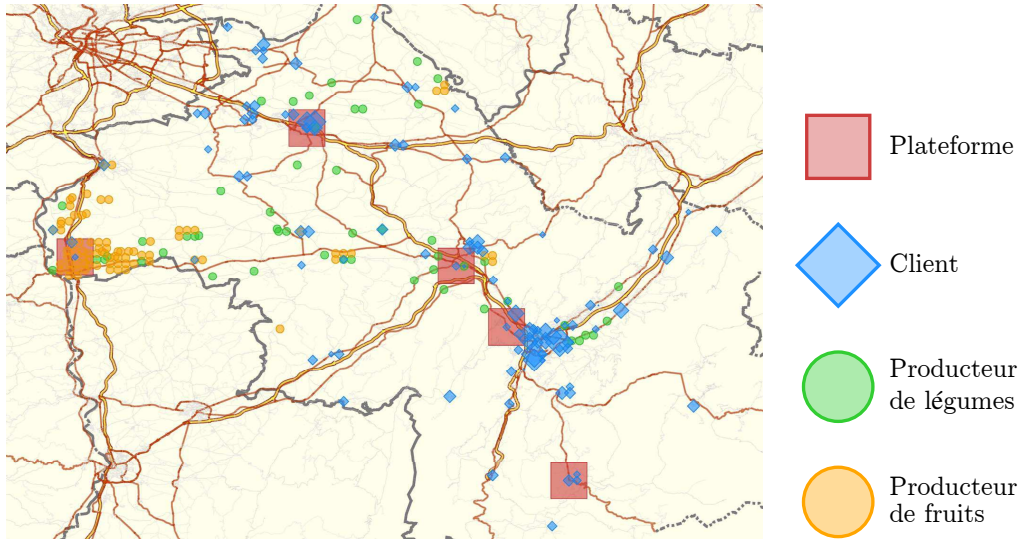 Plateforme
Client
Producteur
de légumes
Producteur
de fruits